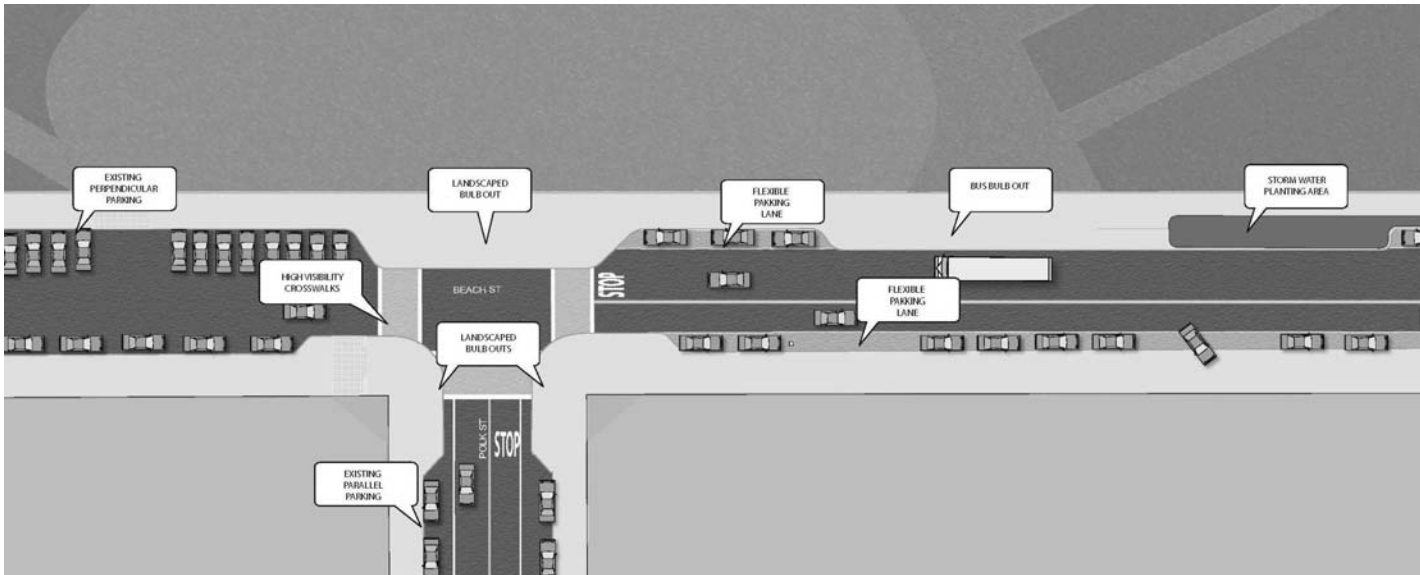 EXISTING
PERPENDICULAR
PARKING
LANDSCAPED
BULB OUT
FLEXIBLE
PAKKING
LANE
BUS BULB OUT
STORM WATER
PLANTING AREA
HIGH VISIBILITY
CROSSWALKS
BEACH ST
STOP
FLEXIBLE
PAKKING
LANE
LANDSCAPED
BULB OUTS
POLK ST
STOP
EXISTING
PARALLEL
PARKING